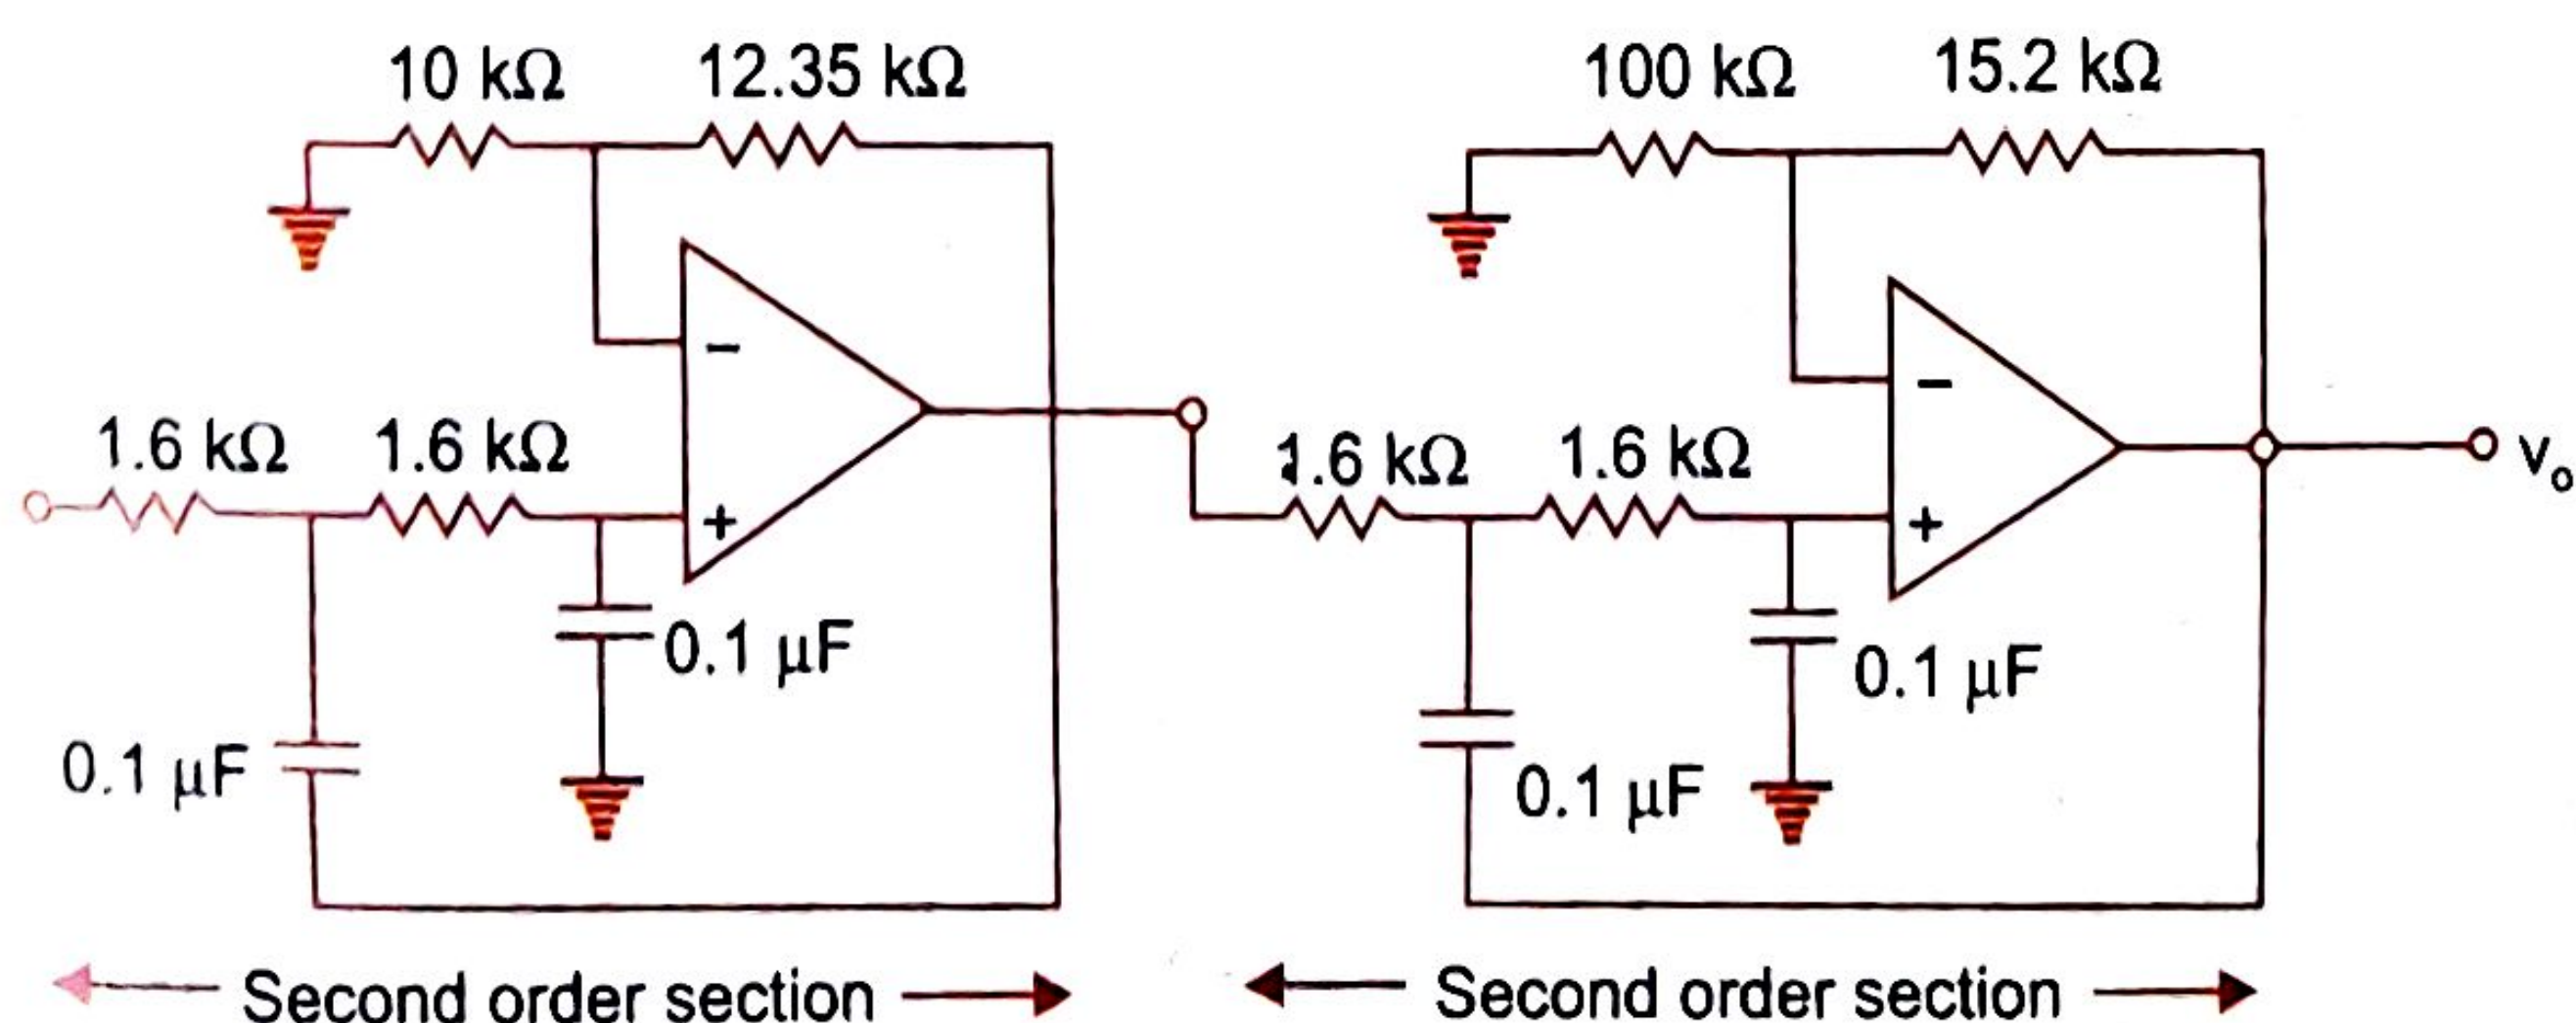 10 kΩ
12.35 kΩ
100 kΩ
15.2 kΩ
−
−
1.6 kΩ
1.6 kΩ
1.6 kΩ
1.6 kΩ
vo
+
+
0.1 μF
0.1 μF
0.1 μF
0.1 μF
Second order section
Second order section